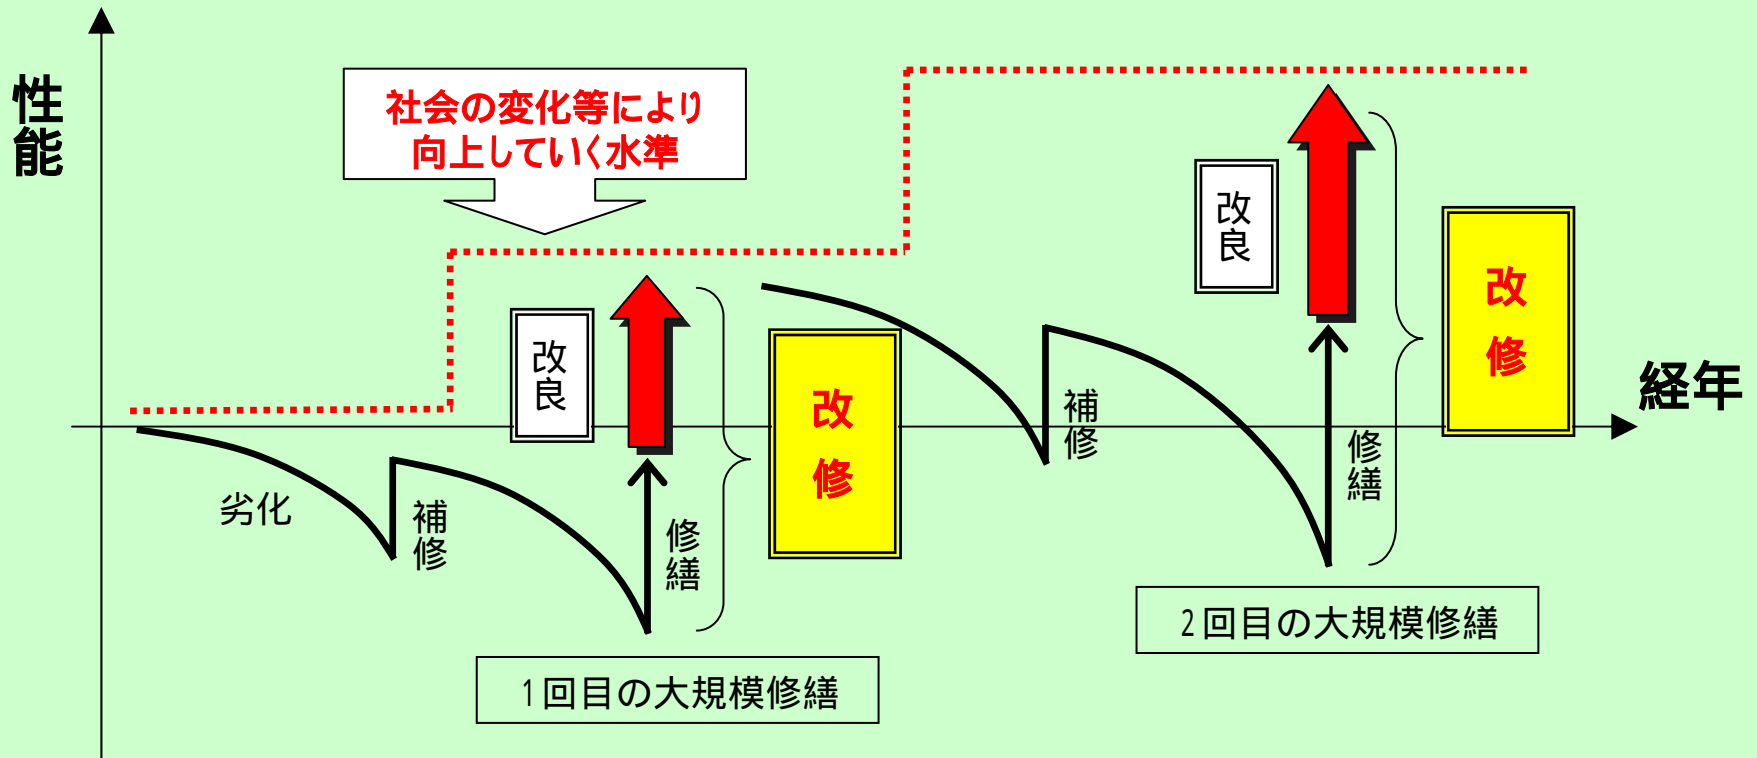 性能
社会の変化等により
向上していく水準
改良
改修
経年
改良
改修
劣化
補修
修繕
補修
修繕
1回目の大規模修繕
2回目の大規模修繕